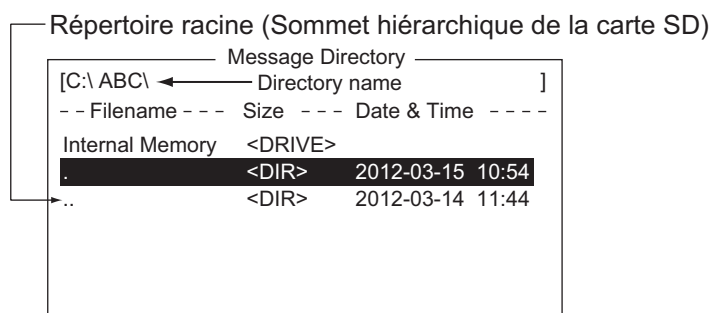 Répertoire racine (Sommet hiérarchique de la carte SD)
Message Directory
[C:\ ABC\ Directory name ]
- - Filename - - - Size - - - Date & Time - - - -
Internal Memory <DRIVE>
. <DIR> 2012-03-15 10:54
.. <DIR> 2012-03-14 11:44